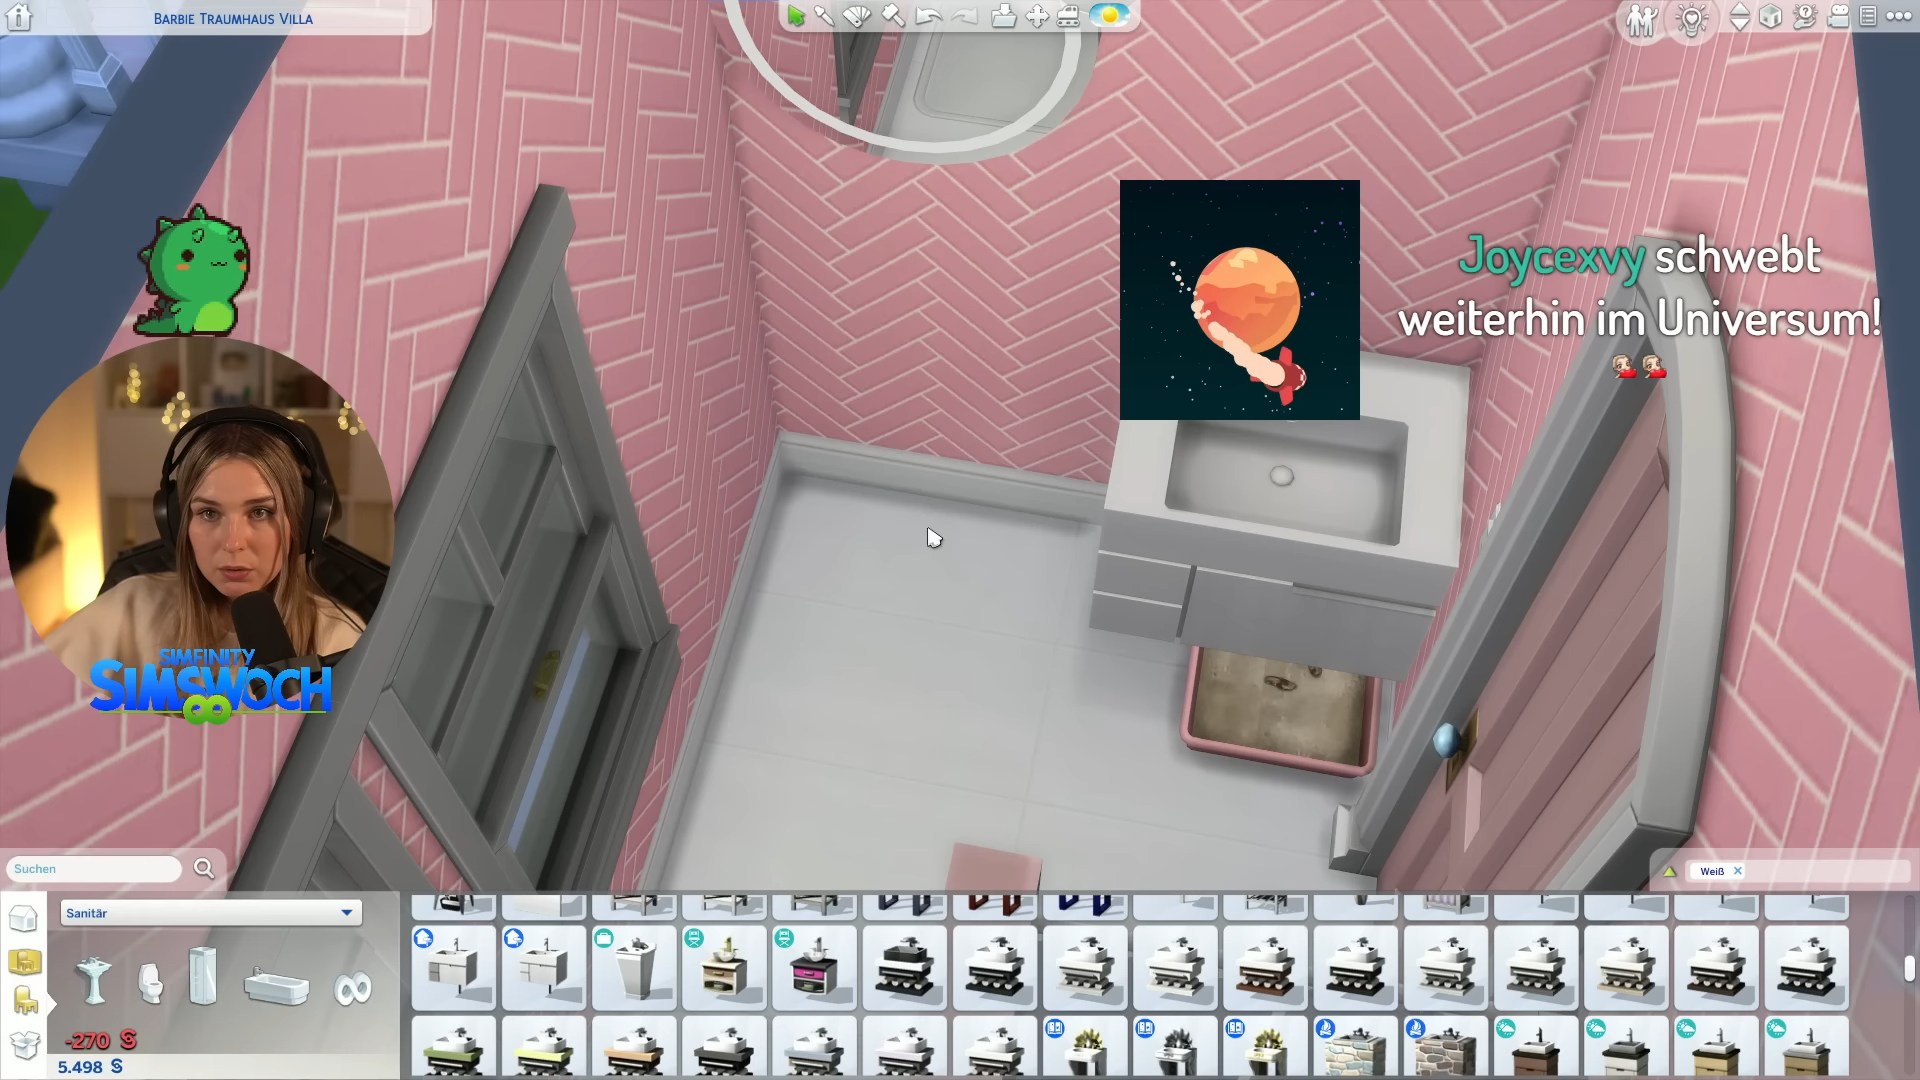 Barbie Traumhaus Villa
Joycexvy schwebt
weiterhin im Universum!
SIMFINITY
SIMSWOCH
Suchen
Weiß
Sanitär
-270 §
5.498 §